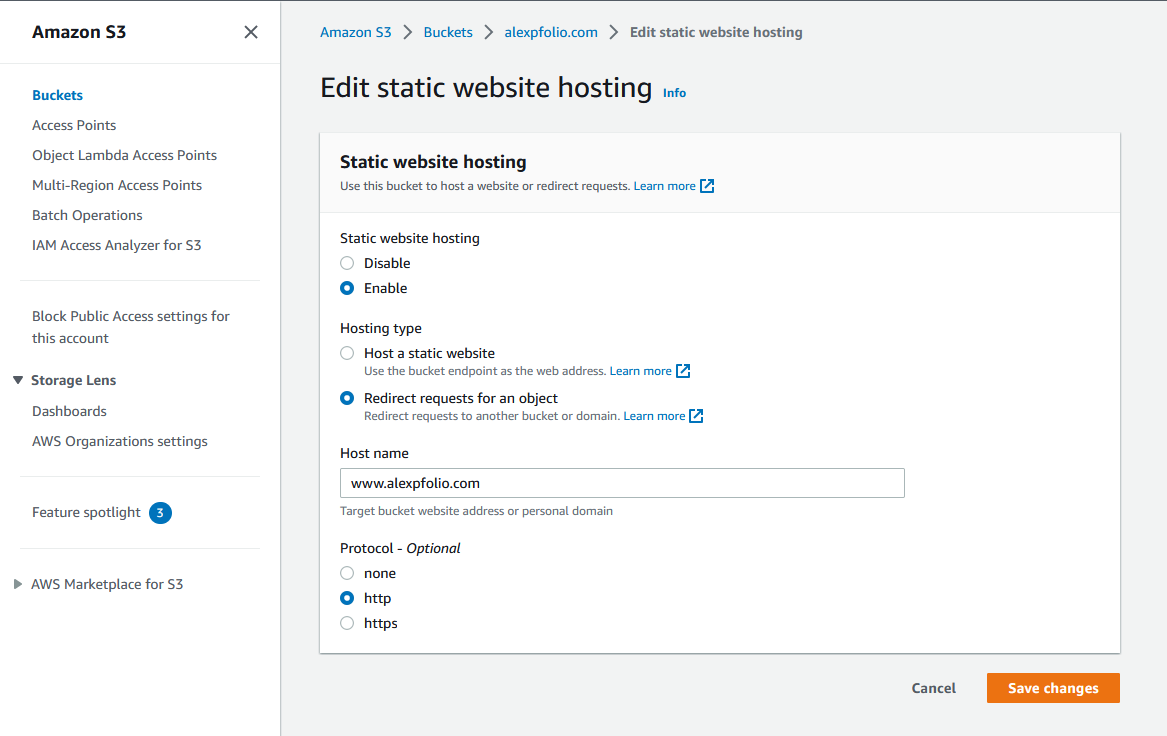 Amazon S3
Buckets
Access Points
Object Lambda Access Points
Multi-Region Access Points
Batch Operations
IAM Access Analyzer for S3
Block Public Access settings for
this account
Storage Lens
Dashboards
AWS Organizations settings
Feature spotlight 3
AWS Marketplace for S3
Amazon S3 > Buckets > alexpfolio.com > Edit static website hosting
Edit static website hosting Info
Static website hosting
Use this bucket to host a website or redirect requests. Learn more
Static website hosting
Disable
Enable
Hosting type
Host a static website
Use the bucket endpoint as the web address. Learn more
Redirect requests for an object
Redirect requests to another bucket or domain. Learn more
Host name
www.alexpfolio.com
Target bucket website address or personal domain
Protocol - Optional
none
http
https
Cancel
Save changes